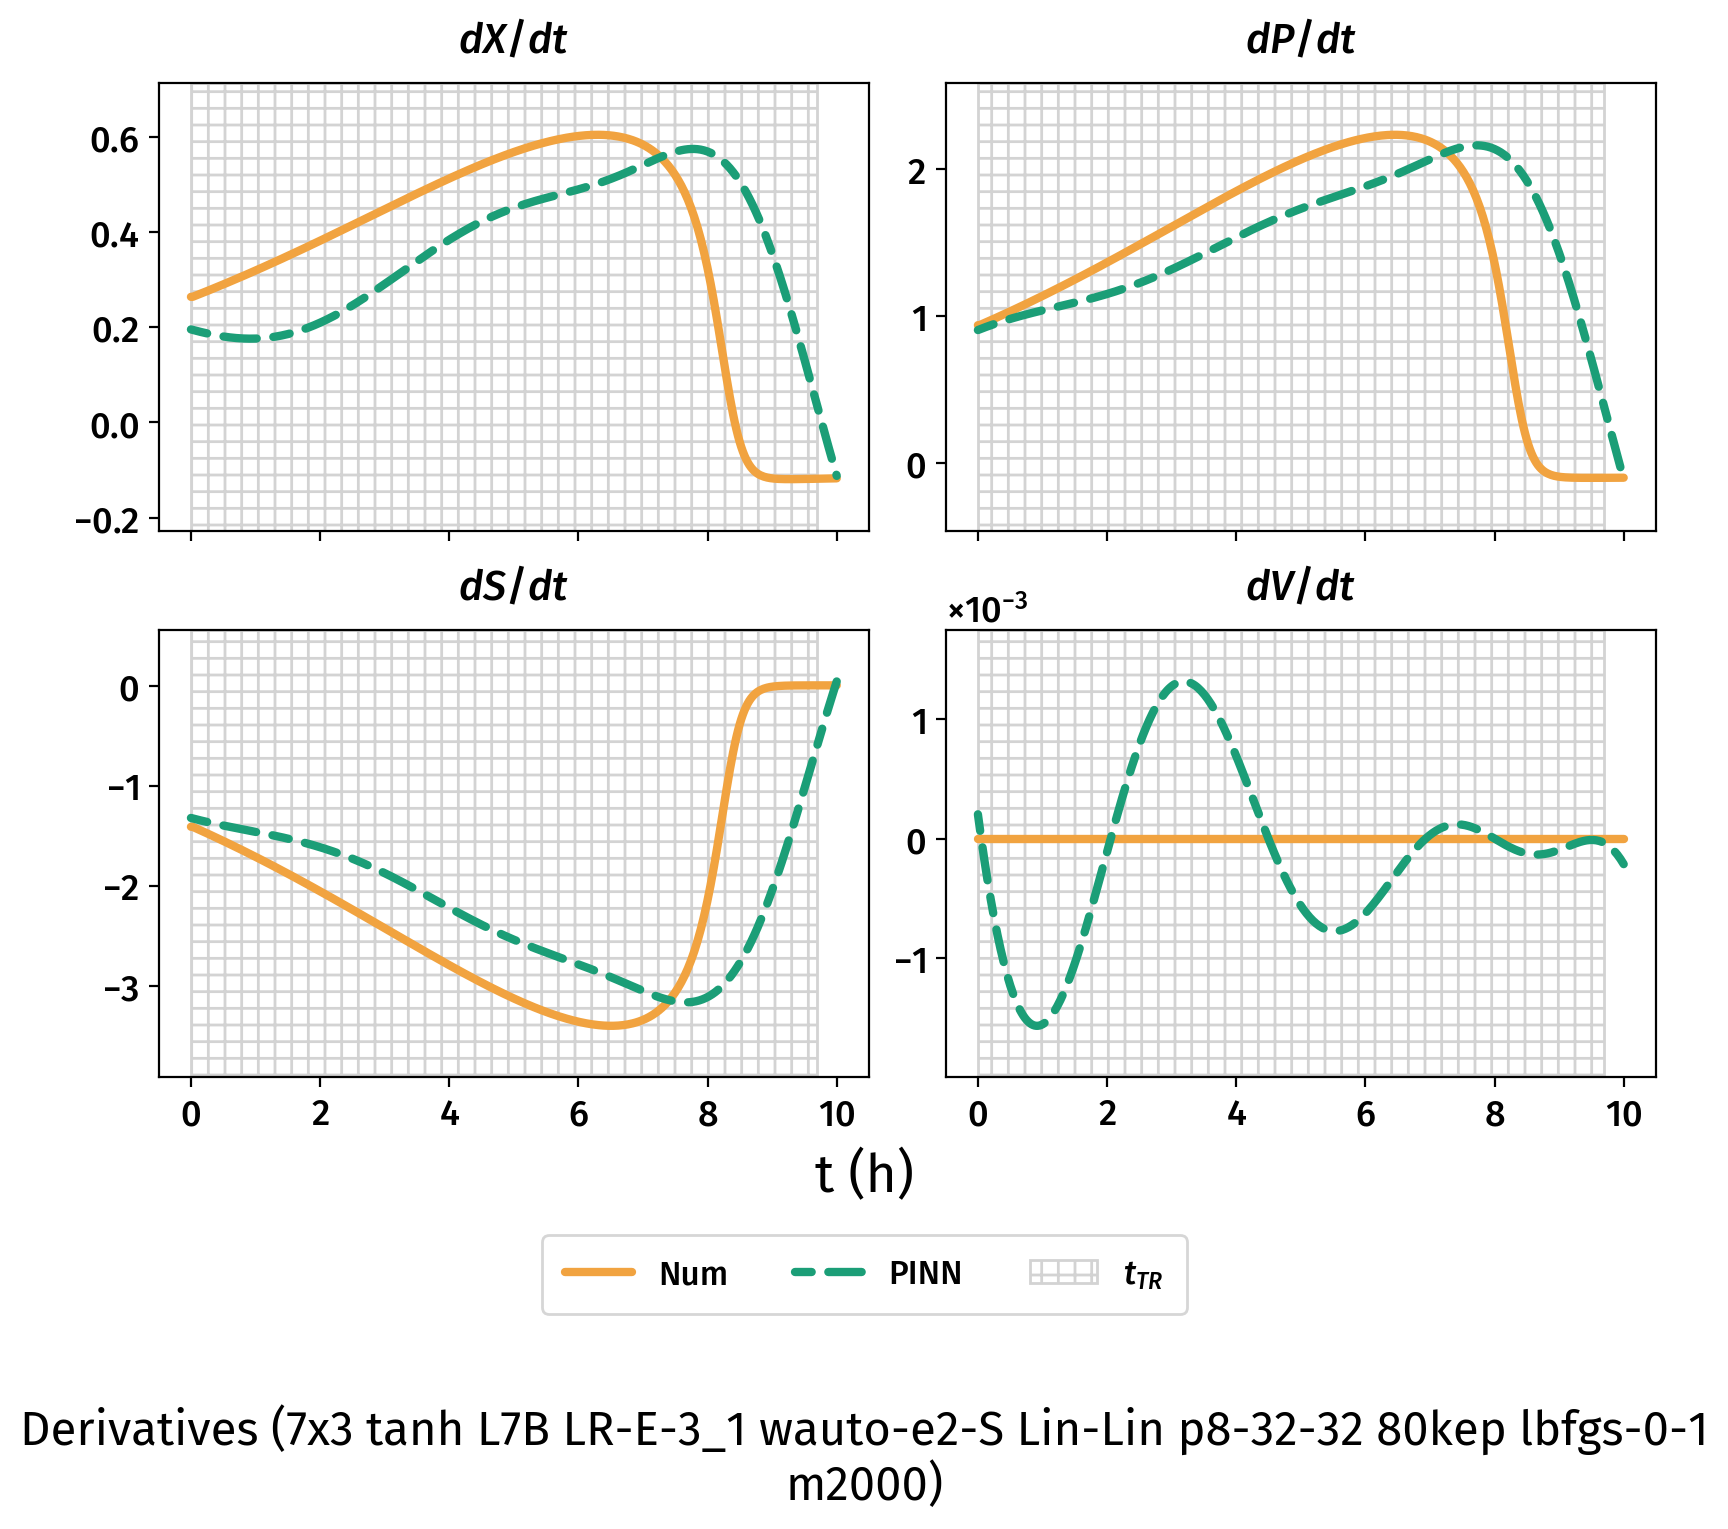 dX/dt
dP/dt
0.6
0.4
0.2
0.0
−0.2
2
1
0
dS/dt
dV/dt
×10⁻³
0
−1
−2
−3
1
0
−1
0 2 4 6 8 10
0 2 4 6 8 10
t (h)
Num PINN t_TR
Derivatives (7x3 tanh L7B LR-E-3_1 wauto-e2-S Lin-Lin p8-32-32 80kep lbfgs-0-1
m2000)